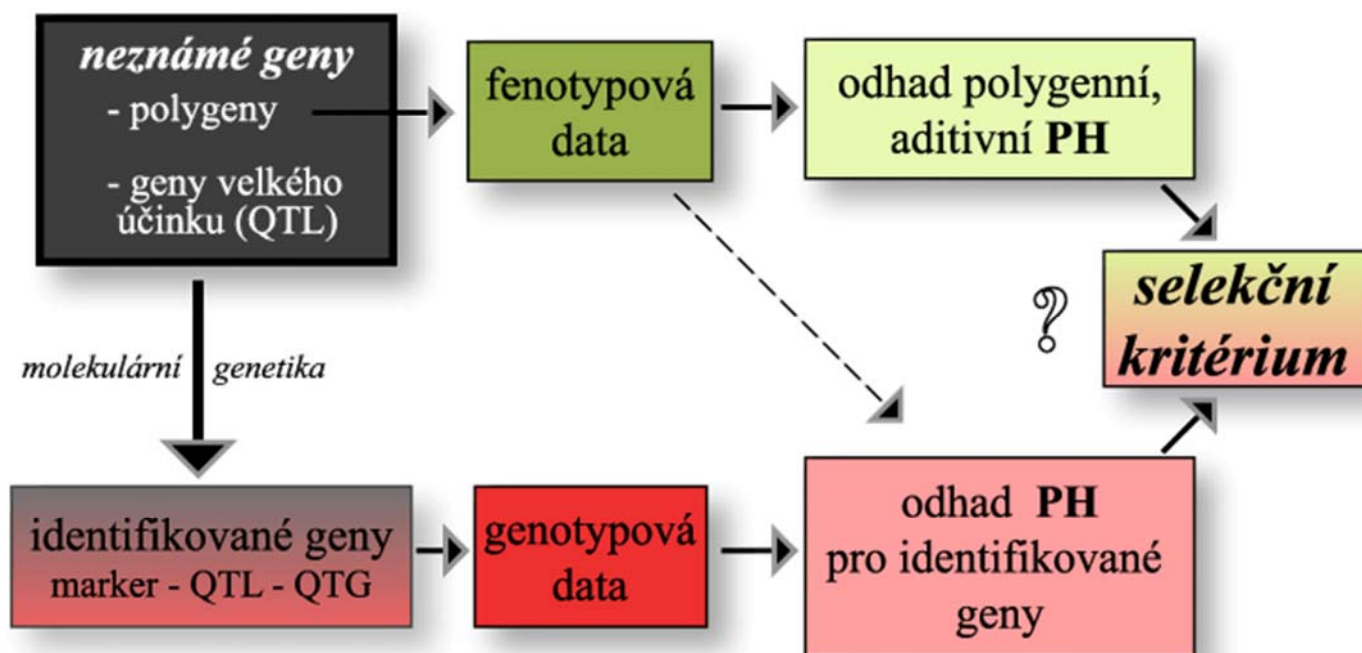 neznámé geny
- polygeny
- geny velkého
účinku (QTL)
fenotypová
data
odhad polygenní,
aditivní PH
?
selekční
kritérium
molekulární genetika
identifikované geny
marker - QTL - QTG
genotypová
data
odhad PH
pro identifikované
geny